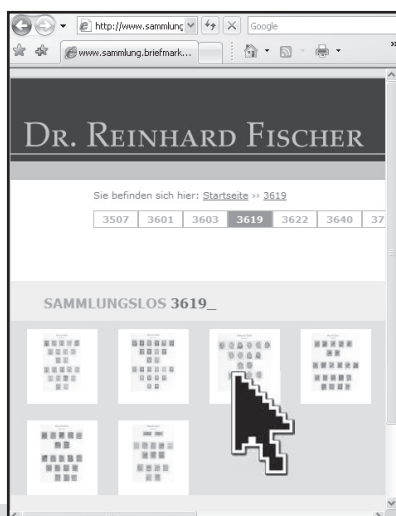 http://www.sammlung
Google
www.sammlung.briefmark...
DR. REINHARD FISCHER
Sie befinden sich hier: Startseite ›› 3619
3507 3601 3603 3619 3622 3640 37
SAMMLUNGSLOS 3619_